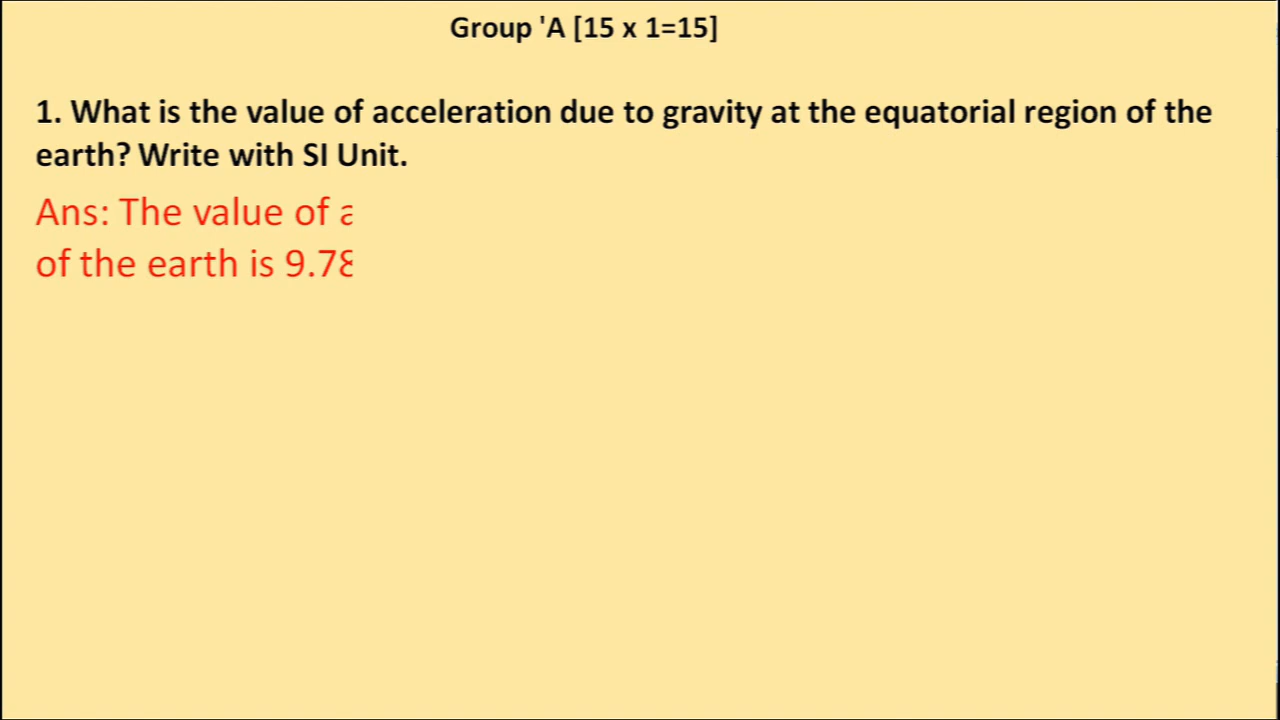 Group 'A [15 x 1=15]
1. What is the value of acceleration due to gravity at the equatorial region of the
earth? Write with SI Unit.
Ans: The value of a
of the earth is 9.78